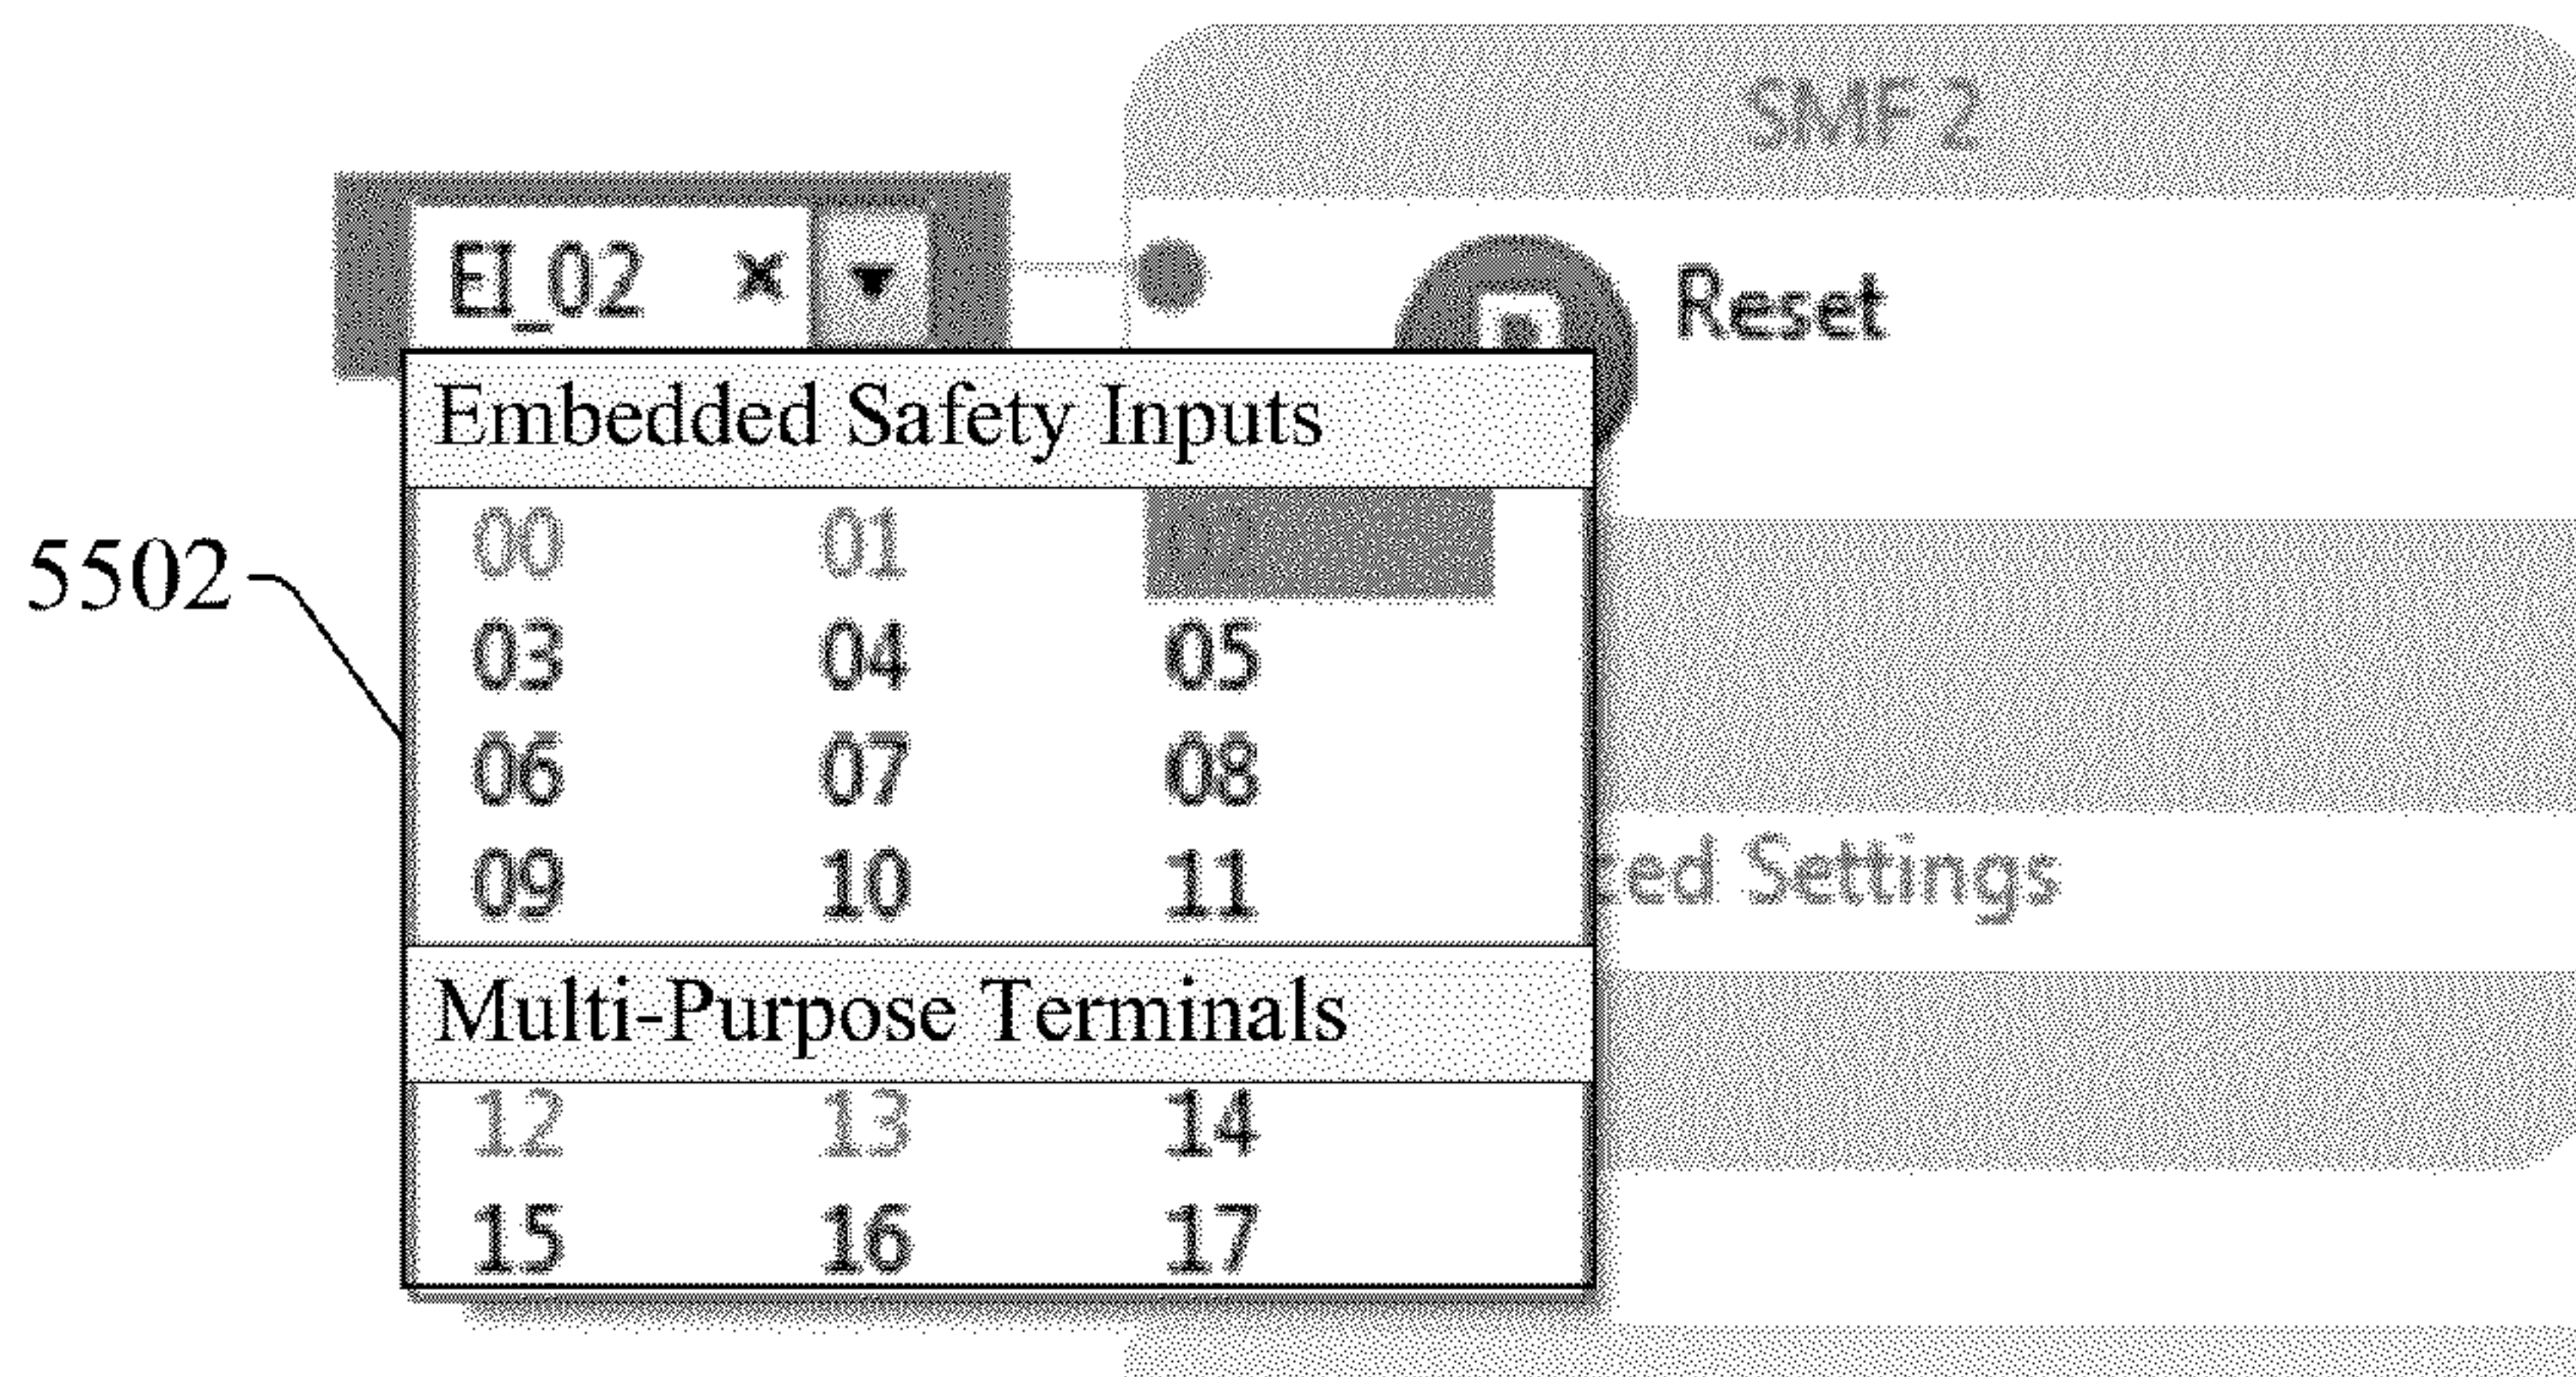 SMF 2
EI_02 ×
Reset
Embedded Safety Inputs
00 01 02
03 04 05
5502
06 07 08
09 10 11
zed Settings
Multi-Purpose Terminals
12 13 14
15 16 17